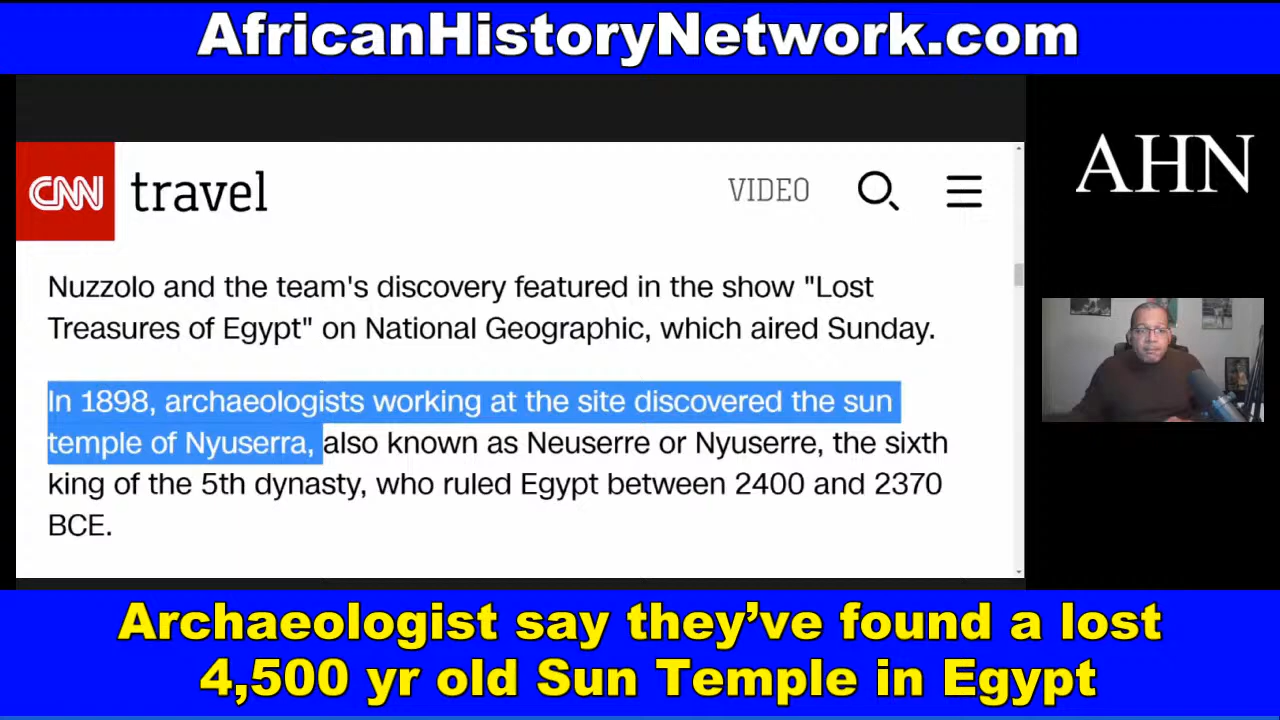 AfricanHistoryNetwork.com
CNN travel VIDEO
AHN
Nuzzolo and the team's discovery featured in the show "Lost
Treasures of Egypt" on National Geographic, which aired Sunday.
In 1898, archaeologists working at the site discovered the sun
temple of Nyuserra, also known as Neuserre or Nyuserre, the sixth
king of the 5th dynasty, who ruled Egypt between 2400 and 2370
BCE.
Archaeologist say they’ve found a lost
4,500 yr old Sun Temple in Egypt